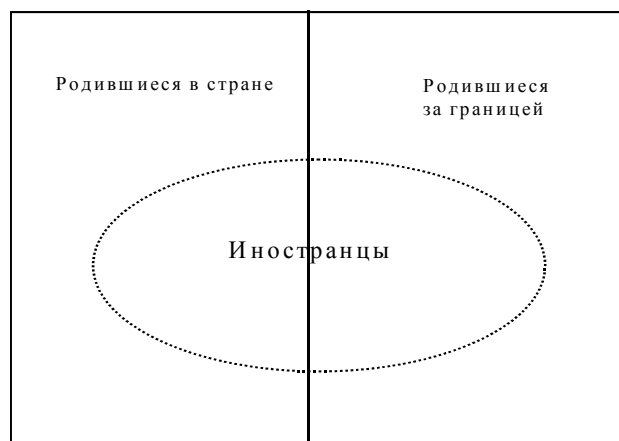 Родившиеся в стране
Родившиеся
за границей
Иностранцы